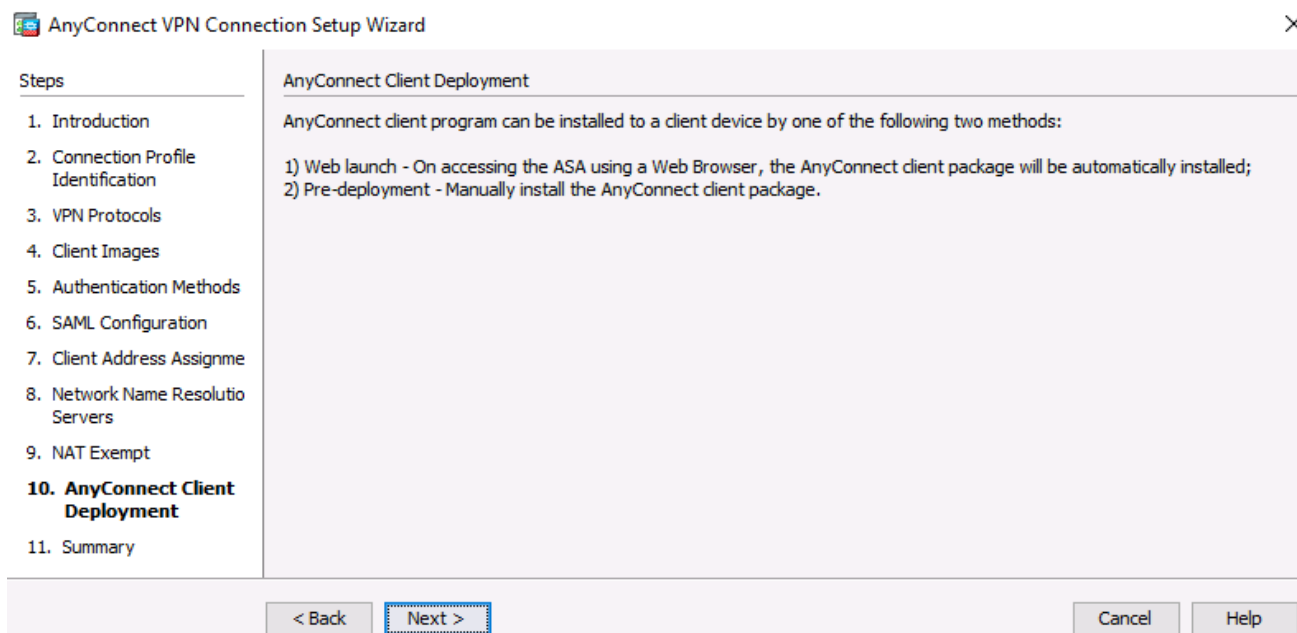 AnyConnect VPN Connection Setup Wizard
Steps
1. Introduction
2. Connection Profile
Identification
3. VPN Protocols
4. Client Images
5. Authentication Methods
6. SAML Configuration
7. Client Address Assignme
8. Network Name Resolutio
Servers
9. NAT Exempt
10. AnyConnect Client
Deployment
11. Summary
AnyConnect Client Deployment
AnyConnect client program can be installed to a client device by one of the following two methods:
1) Web launch - On accessing the ASA using a Web Browser, the AnyConnect client package will be automatically installed;
2) Pre-deployment - Manually install the AnyConnect client package.
< Back
Next >
Cancel
Help